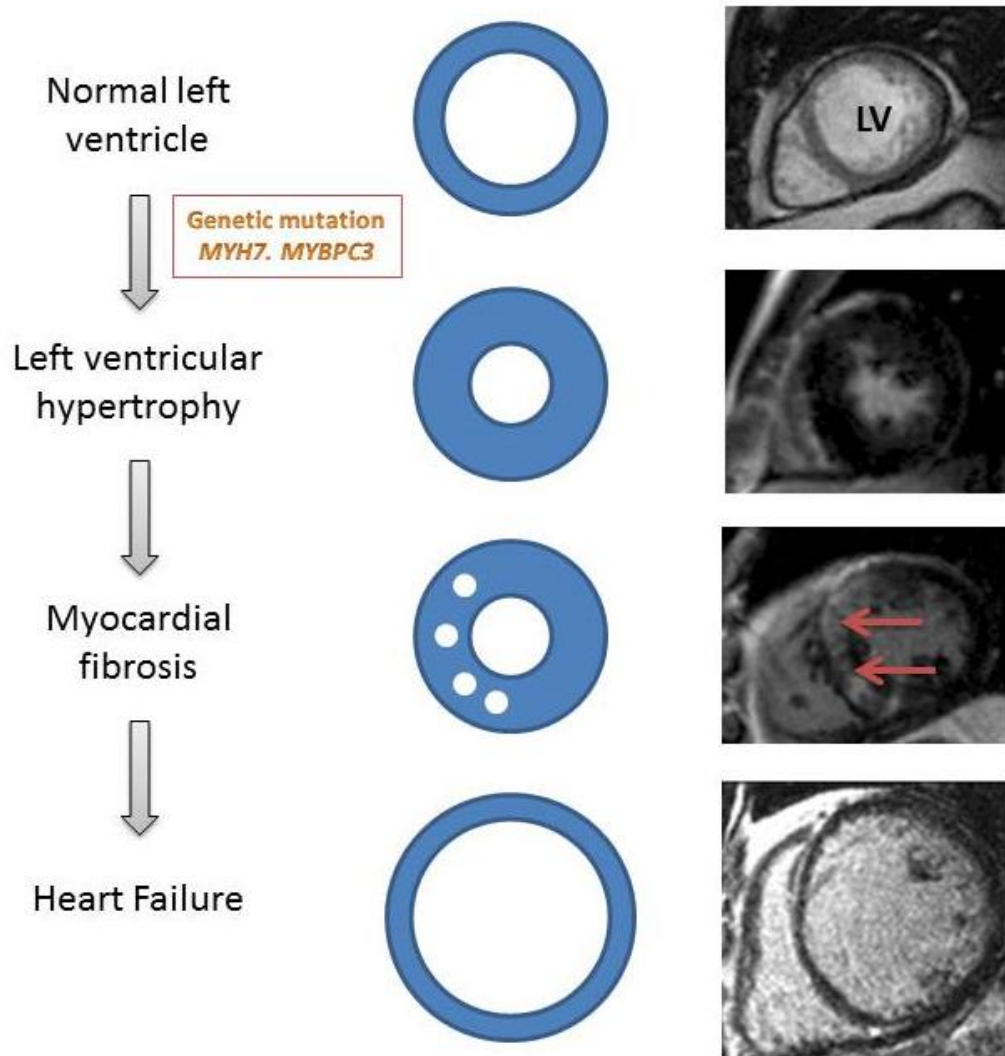 Normal left
ventricle
LV
Genetic mutation
MYH7. MYBPC3
Left ventricular
hypertrophy
Myocardial
fibrosis
Heart Failure